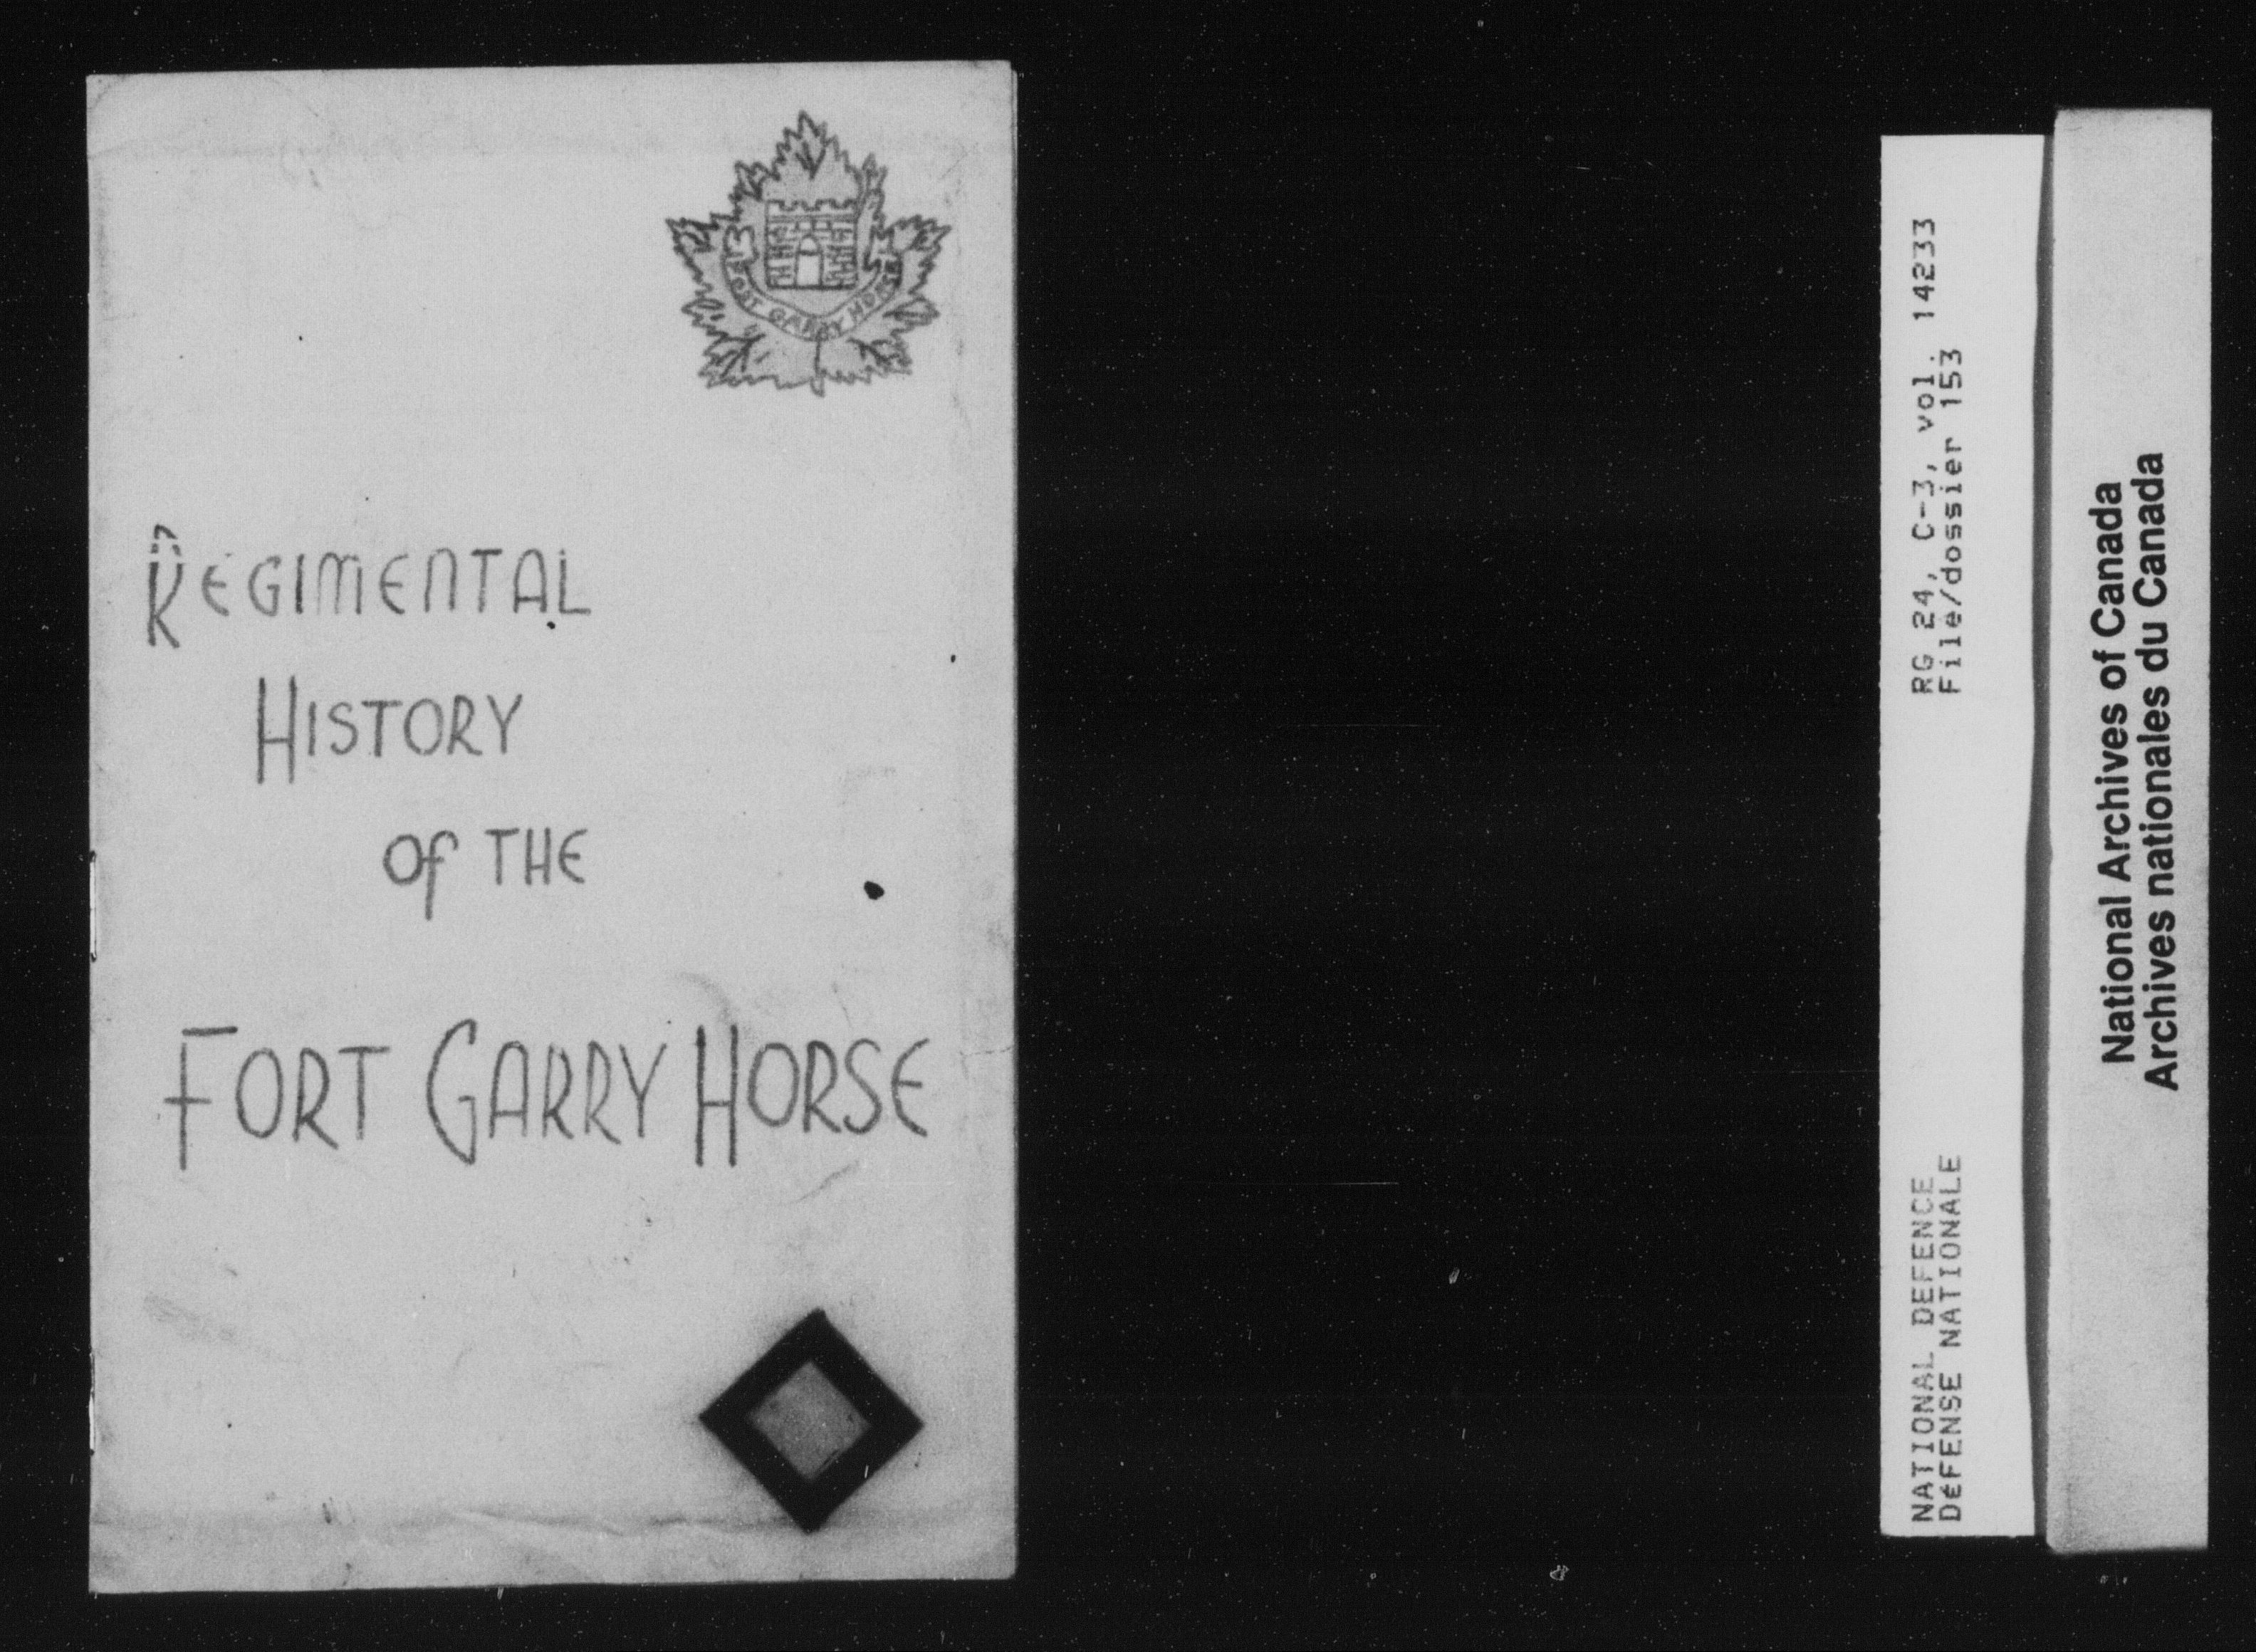 FORT GARRY HORSE
REGIMENTAL
HISTORY
of THE
FORT GARRY HORSE
RG 24, C-3, vol. 14233
File/dossier 153
NATIONAL DEFENCE
DéFENSE NATIONALE
National Archives of Canada
Archives nationales du Canada